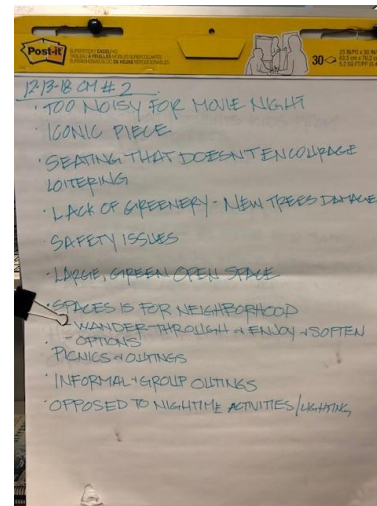 Post-it
30
12-13-18 CM # 2
• TOO NOISY FOR MOVIE NIGHT
• ICONIC PIECE
• SEATING THAT DOESN'T ENCOURAGE
LOITERING
• LACK OF GREENERY - NEW TREES DAMAGE
• SAFETY ISSUES
• LARGE, GREEN OPEN SPACE
• SPACES IS FOR NEIGHBORHOOD
- WANDER-THROUGH & ENJOY & SOFTEN
- OPTIONS
• PICNICS & OUTINGS
• INFORMAL & GROUP OUTINGS
• OPPOSED TO NIGHTIME ACTIVITIES/LIGHTING